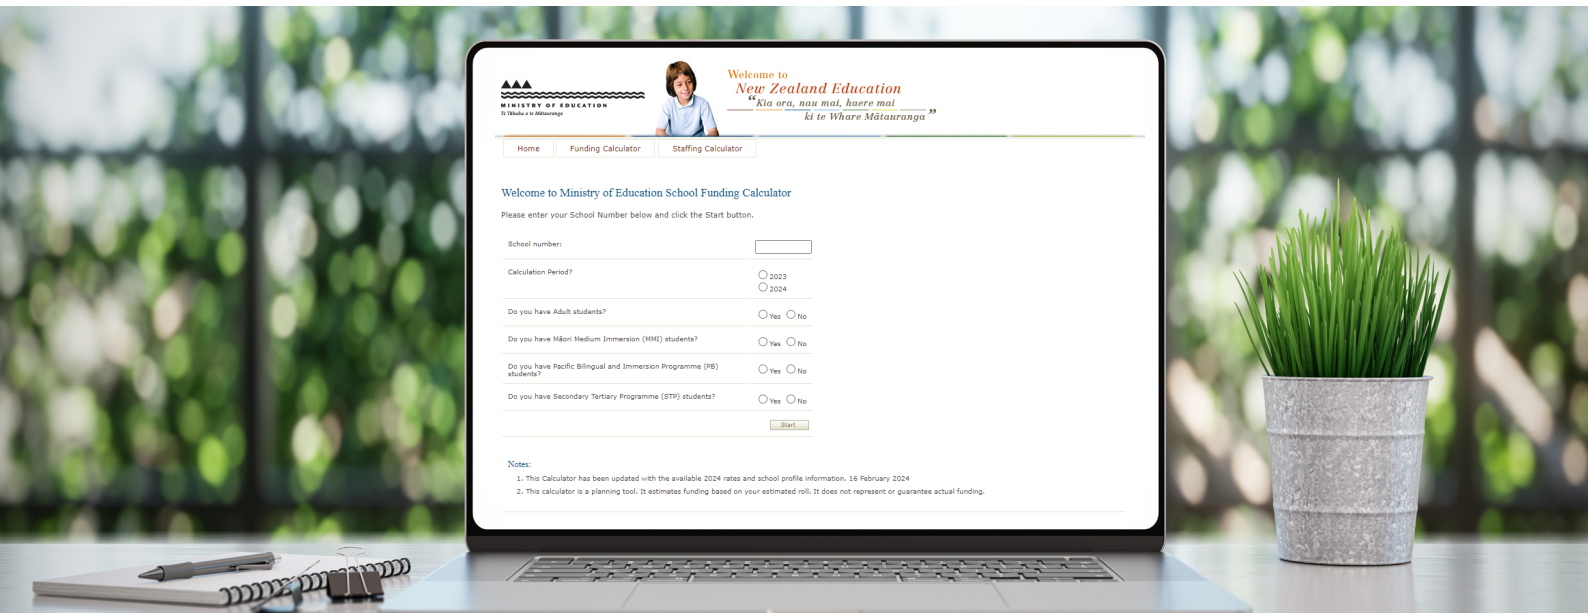 MINISTRY OF EDUCATION
Te Tāhuhu o te Mātauranga
Welcome to
New Zealand Education
“Kia ora, nau mai, haere mai
ki te Whare Mātauranga”
Home
Funding Calculator
Staffing Calculator
Welcome to Ministry of Education School Funding Calculator
Please enter your School Number below and click the Start button.
School number:
Calculation Period?
2023
2024
Do you have Adult students?
Yes No
Do you have Māori Medium Immersion (MMI) students?
Yes No
Do you have Pacific Bilingual and Immersion Programme (PB)
students?
Yes No
Do you have Secondary Tertiary Programme (STP) students?
Yes No
Start
Notes:
1. This Calculator has been updated with the available 2024 rates and school profile information. 16 February 2024
2. This calculator is a planning tool. It estimates funding based on your estimated roll. It does not represent or guarantee actual funding.